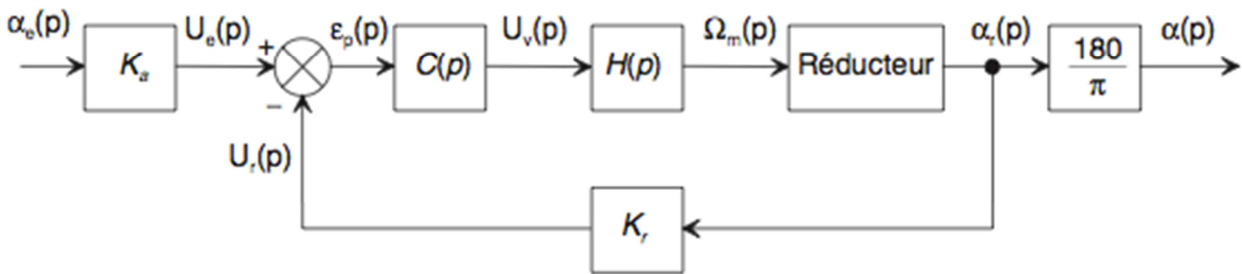 αₑ(p) Uₑ(p) εₚ(p) Uᵥ(p) Ωₘ(p) αᵣ(p) α(p)
Kₐ + C(p) H(p) Réducteur 180/π
−
Uᵣ(p)
Kᵣ